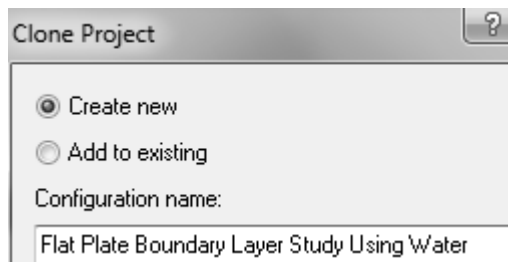 Clone Project
?
Create new
Add to existing
Configuration name:
Flat Plate Boundary Layer Study Using Water